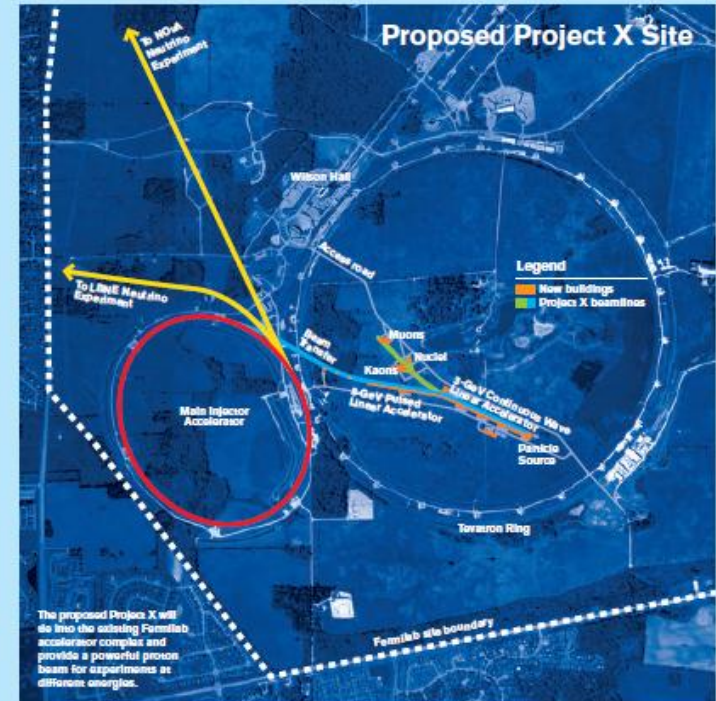 Proposed Project X Site
To NOvA
Neutrino
Experiment
Wilson Hall
Access road
Legend
New buildings
Project X beamlines
To LBNE Neutrino
Experiment
Beam
Transfer
Muons
Nuclei
Kaons
3-GeV Continuous Wave
Linear Accelerator
8-GeV Pulsed
Linear Accelerator
Main Injector
Accelerator
Particle
Source
Tevatron Ring
Fermilab site boundary
The proposed Project X will
tie into the existing Fermilab
accelerator complex and
provide a powerful proton
beam for experiments at
different energies.